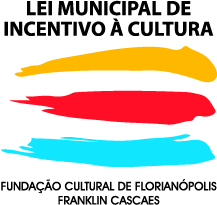 LEI MUNICIPAL DE
INCENTIVO À CULTURA
FUNDAÇÃO CULTURAL DE FLORIANÓPOLIS
FRANKLIN CASCAES